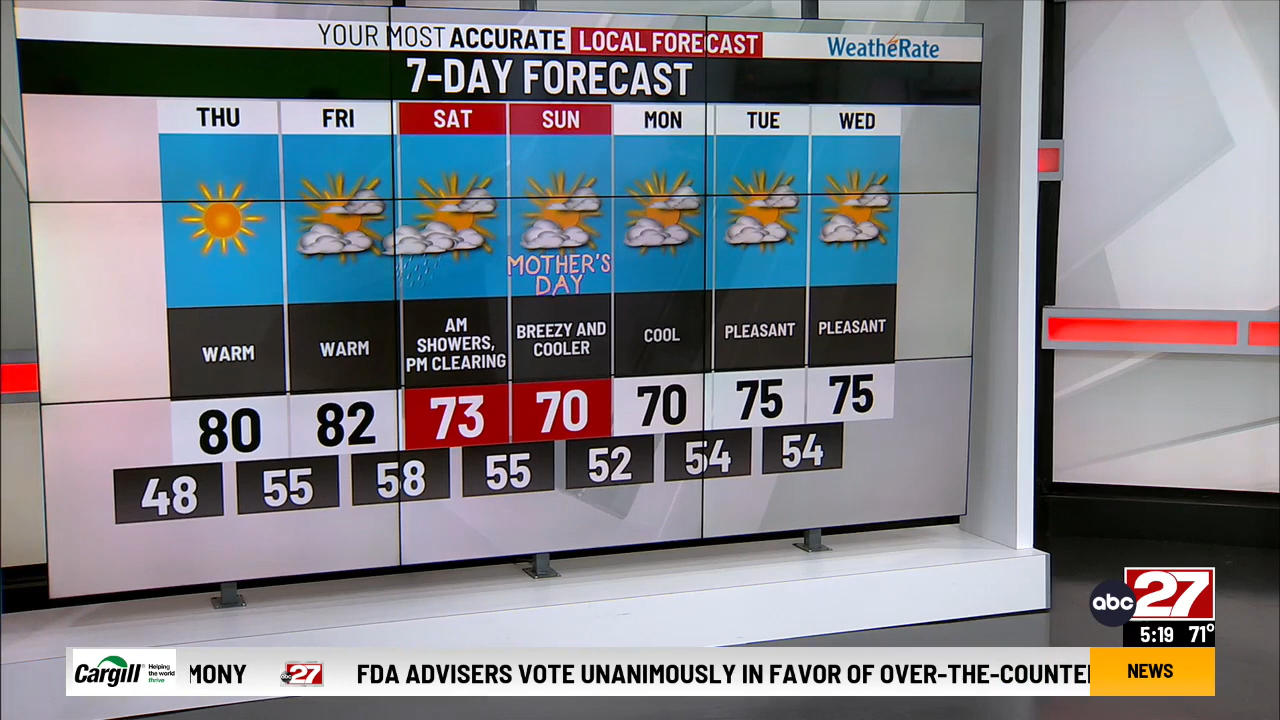 YOUR MOST ACCURATE LOCAL FORECAST
WeatheRate
7-DAY FORECAST
THU FRI SAT SUN MON TUE WED
MOTHER'S
DAY
WARM
WARM
AM
SHOWERS,
PM CLEARING
BREEZY AND
COOLER
COOL
PLEASANT
PLEASANT
80 82 73 70 70 75 75
48 55 58 55 52 54 54
abc 27
5:19 71°
Cargill
Helping
the world
thrive
MONY
abc 27
FDA ADVISERS VOTE UNANIMOUSLY IN FAVOR OF OVER-THE-COUNTE
NEWS